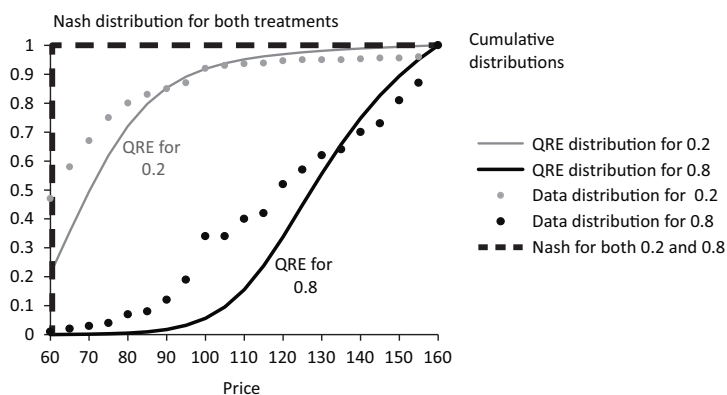 Nash distribution for both treatments
Cumulative
distributions
1
0.9
0.8
0.7
0.6
0.5
0.4
0.3
0.2
0.1
0
QRE for
0.2
QRE for
0.8
60 70 80 90 100 110 120 130 140 150 160
Price
QRE distribution for 0.2
QRE distribution for 0.8
Data distribution for 0.2
Data distribution for 0.8
Nash for both 0.2 and 0.8